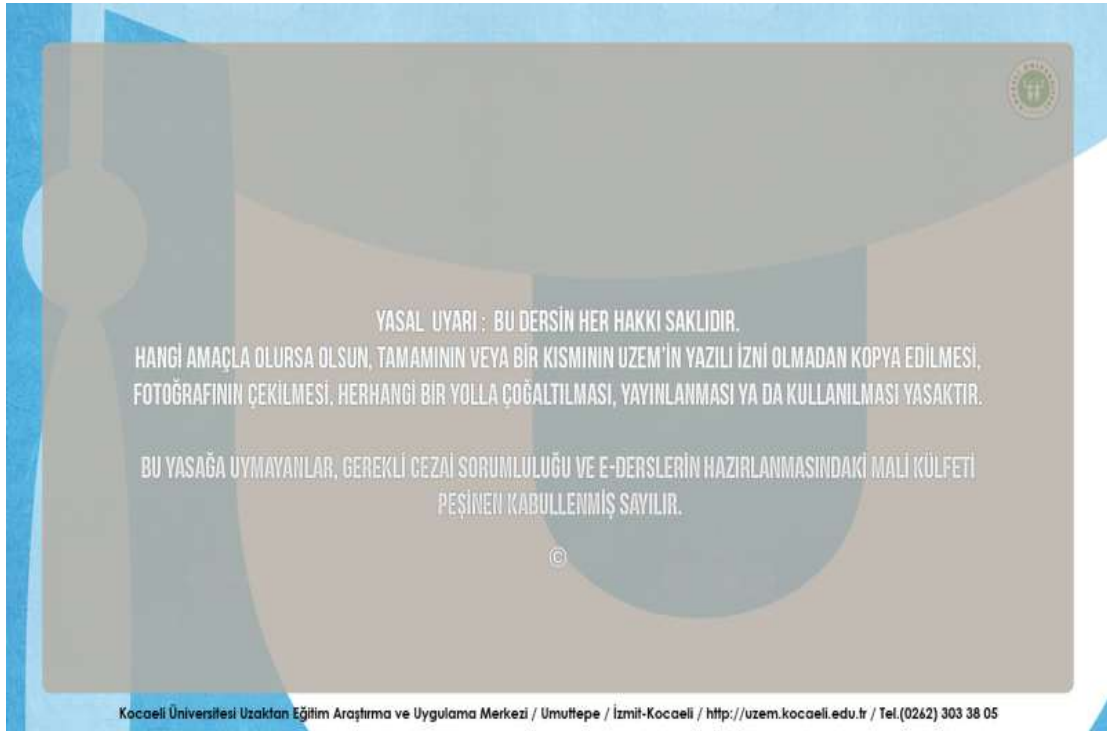 YASAL UYARI : BU DERSİN HER HAKKI SAKLIDIR.
HANGİ AMAÇLA OLURSA OLSUN, TAMAMININ VEYA BİR KISMININ UZEM'İN YAZILI İZNİ OLMADAN KOPYA EDİLMESİ,
FOTOĞRAFININ ÇEKİLMESİ, HERHANGİ BİR YOLLA ÇOĞALTILMASI, YAYINLANMASI YA DA KULLANILMASI YASAKTIR.
BU YASAĞA UYMAYANLAR, GEREKLİ CEZAİ SORUMLULUĞU VE E-DERSLERİN HAZIRLANMASINDAKİ MALİ KÜLFETİ
PEŞİNEN KABULLENMİŞ SAYILIR.
©
Kocaeli Üniversitesi Uzaktan Eğitim Araştırma ve Uygulama Merkezi / Umuttepe / İzmit-Kocaeli / http://uzem.kocaeli.edu.tr / Tel.(0262) 303 38 05